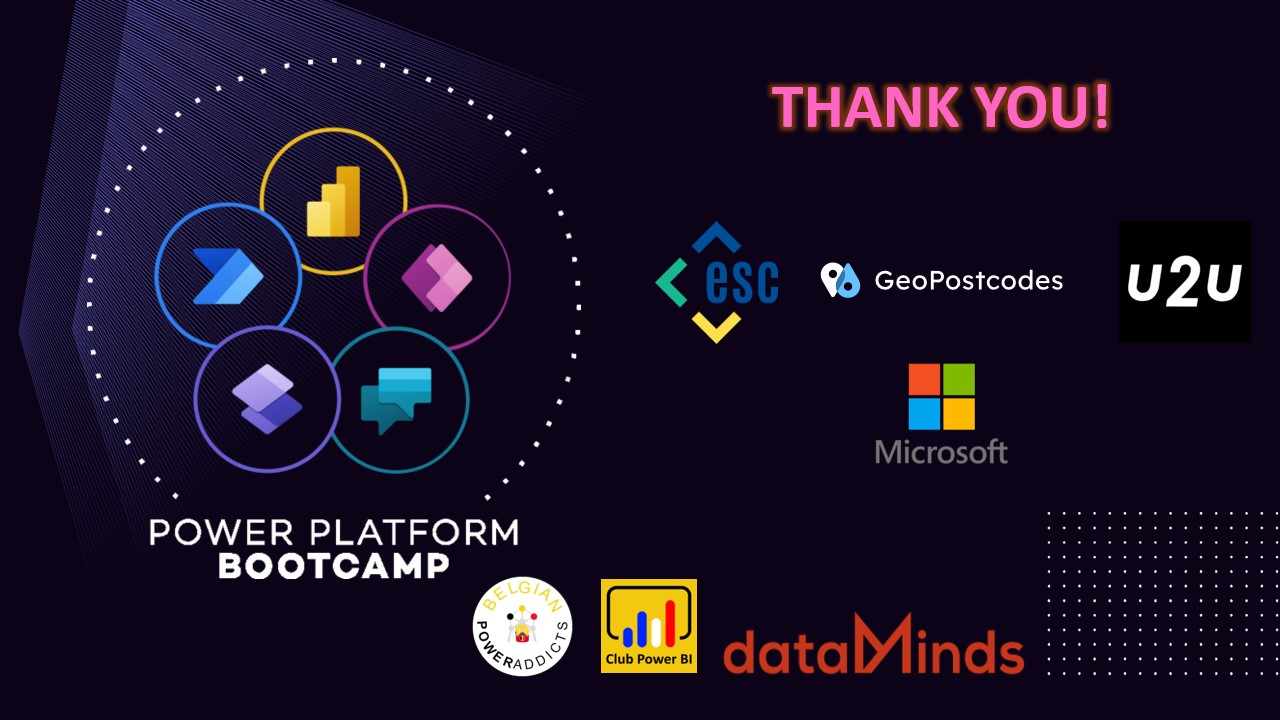 THANK YOU!
esc
GeoPostcodes
U2U
Microsoft
POWER PLATFORM
BOOTCAMP
BELGIAN
POWERADDICTS
Club Power BI
dataMinds